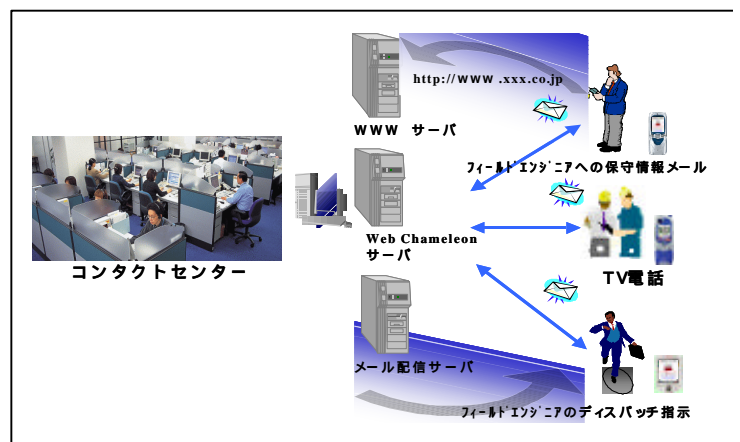 http://www.xxx.co.jp
WWW サーバ
ﾌｨｰﾙﾄﾞｴﾝｼﾞﾆｱへの保守情報メール
コンタクトセンター
Web Chameleon
サーバ
TV電話
メール配信サーバ
ﾌｨｰﾙﾄﾞｴﾝｼﾞﾆｱのディスパッチ指示